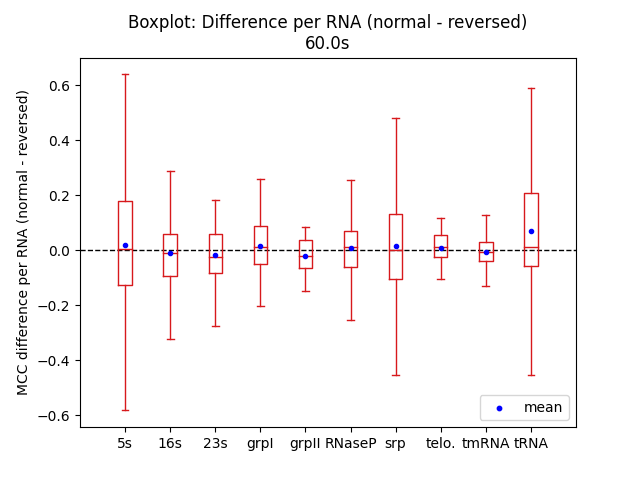 Boxplot: Difference per RNA (normal - reversed)
60.0s
MCC difference per RNA (normal - reversed)
0.6
0.4
0.2
0.0
−0.2
−0.4
−0.6
5s 16s 23s grpI grpII RNaseP srp telo. tmRNA tRNA
mean